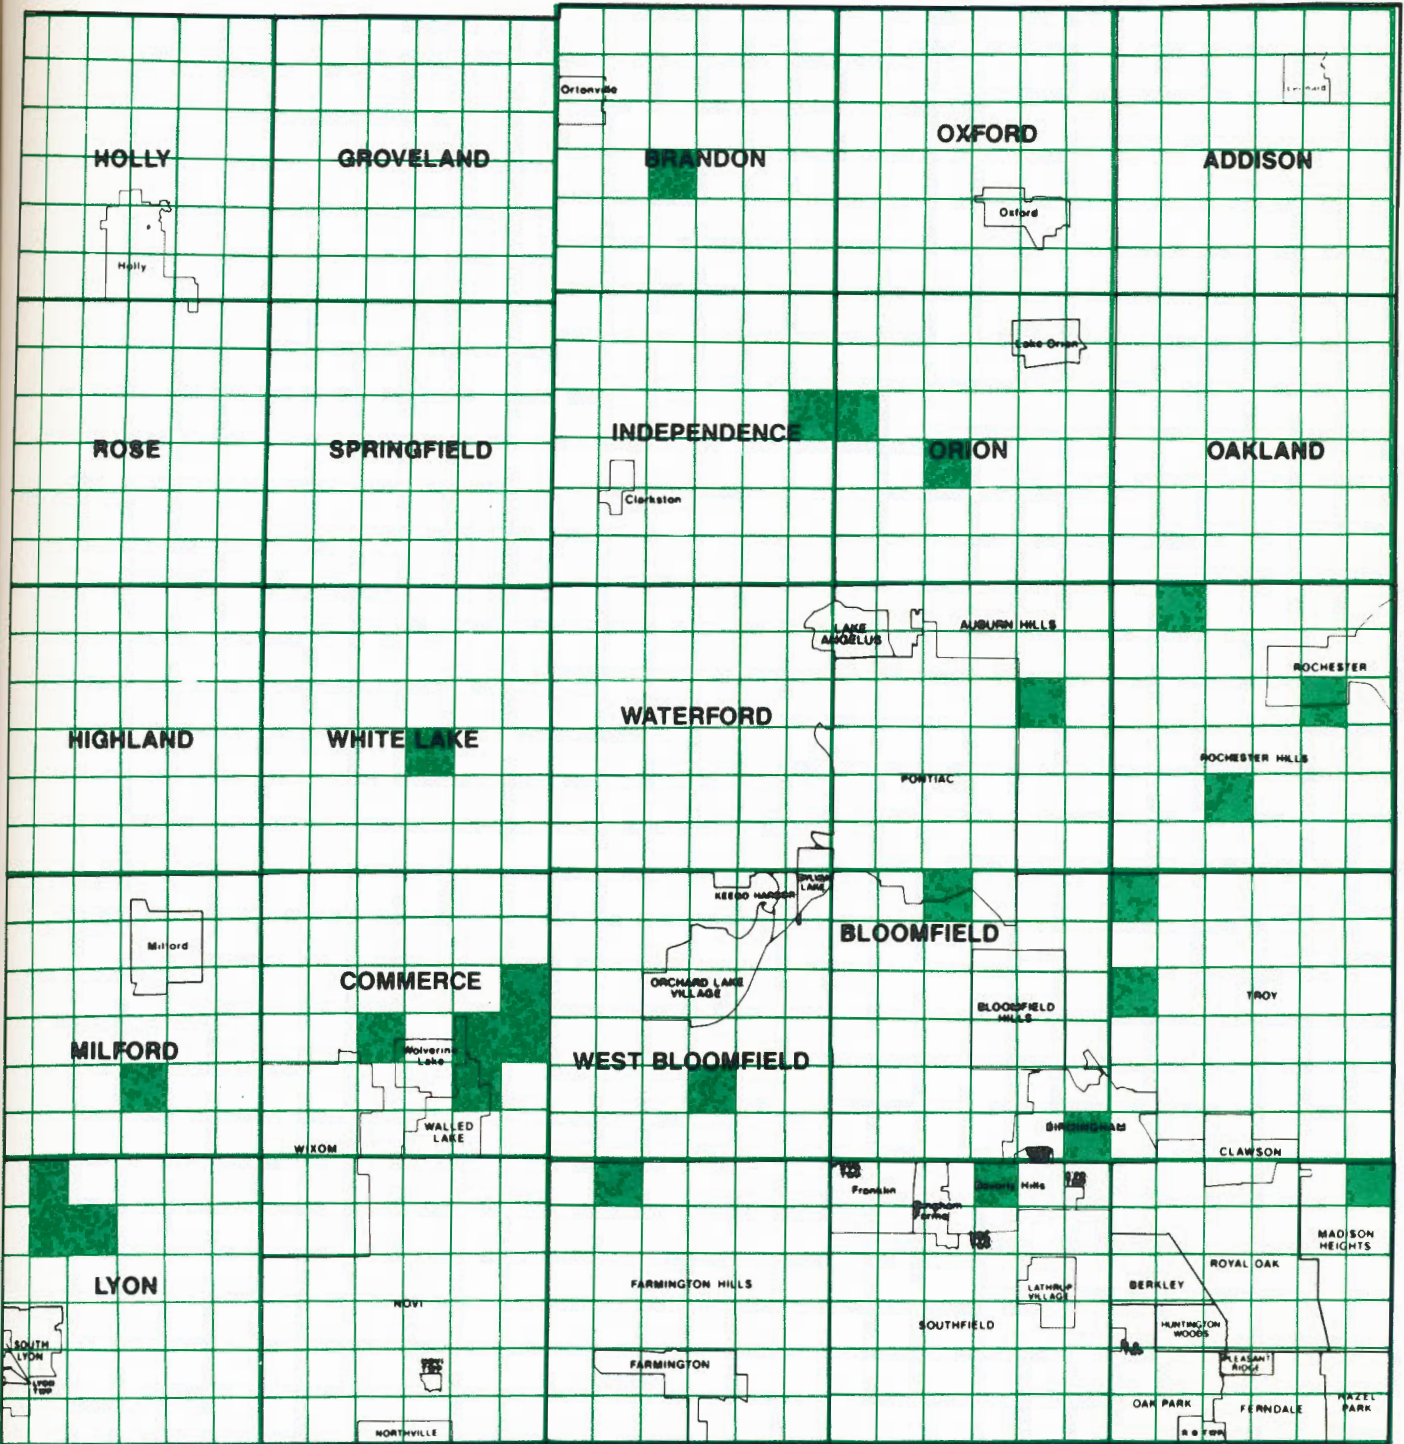 Ortonville
OXFORD
HOLLY
GROVELAND
BRANDON
ADDISON
Oxford
Holly
Lake Orion
INDEPENDENCE
ROSE
SPRINGFIELD
ORION
OAKLAND
Clarkston
LAKE
ANGELUS
AUBURN HILLS
ROCHESTER
WATERFORD
HIGHLAND
WHITE LAKE
ROCHESTER HILLS
PONTIAC
SYLVAN
LAKE
KEEGO HARBOR
BLOOMFIELD
Milford
COMMERCE
ORCHARD LAKE
VILLAGE
TROY
BLOOMFIELD
HILLS
MILFORD
Wolverine
Lake
WEST BLOOMFIELD
WALLED
LAKE
BIRMINGHAM
WIXOM
CLAWSON
Franklin
Beverly Hills
Bingham
Farms
MADISON
HEIGHTS
ROYAL OAK
LYON
FARMINGTON HILLS
LATHRUP
VILLAGE
BERKLEY
NOVI
SOUTHFIELD
HUNTINGTON
WOODS
SOUTH
LYON
LYON
TWP
NOVI
TWP
FARMINGTON
PLEASANT
RIDGE
OAK PARK
FERNDALE
HAZEL
PARK
NORTHVILLE